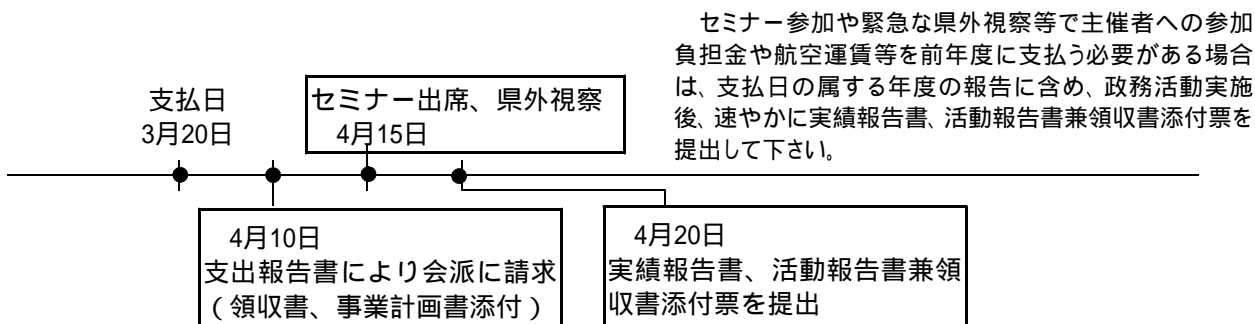 セミナー参加や緊急な県外視察等で主催者への参加
負担金や航空運賃等を前年度に支払う必要がある場合
は、支払日の属する年度の報告に含め、政務活動実施
後、速やかに実績報告書、活動報告書兼領収書添付票を
提出して下さい。
支払日
3月20日
セミナー出席、県外視察
4月15日
4月10日
支出報告書により会派に請求
（領収書、事業計画書添付）
4月20日
実績報告書、活動報告書兼領
収書添付票を提出